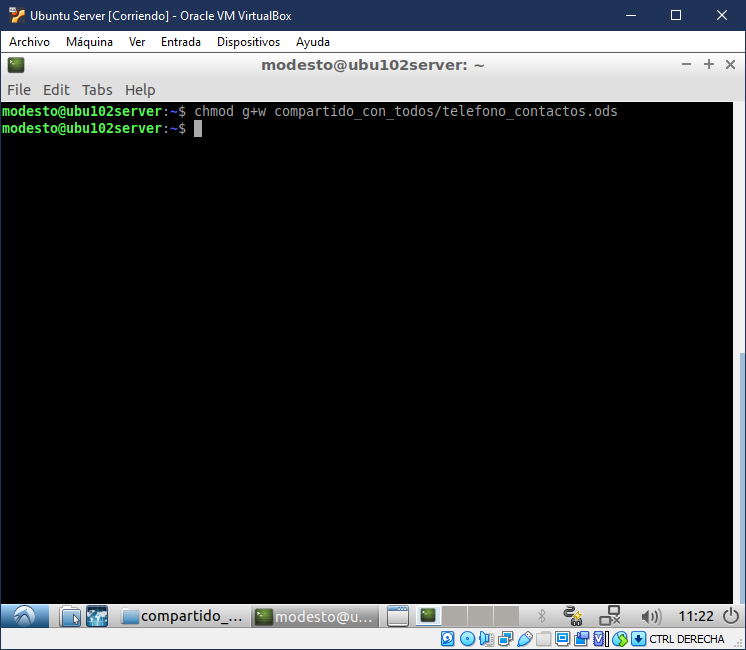 Ubuntu Server [Corriendo] - Oracle VM VirtualBox
Archivo Máquina Ver Entrada Dispositivos Ayuda
modesto@ubu102server: ~
File Edit Tabs Help
modesto@ubu102server:~$ chmod g+w compartido_con_todos/telefono_contactos.ods
modesto@ubu102server:~$
compartido_... modesto@u... 11:22
CTRL DERECHA